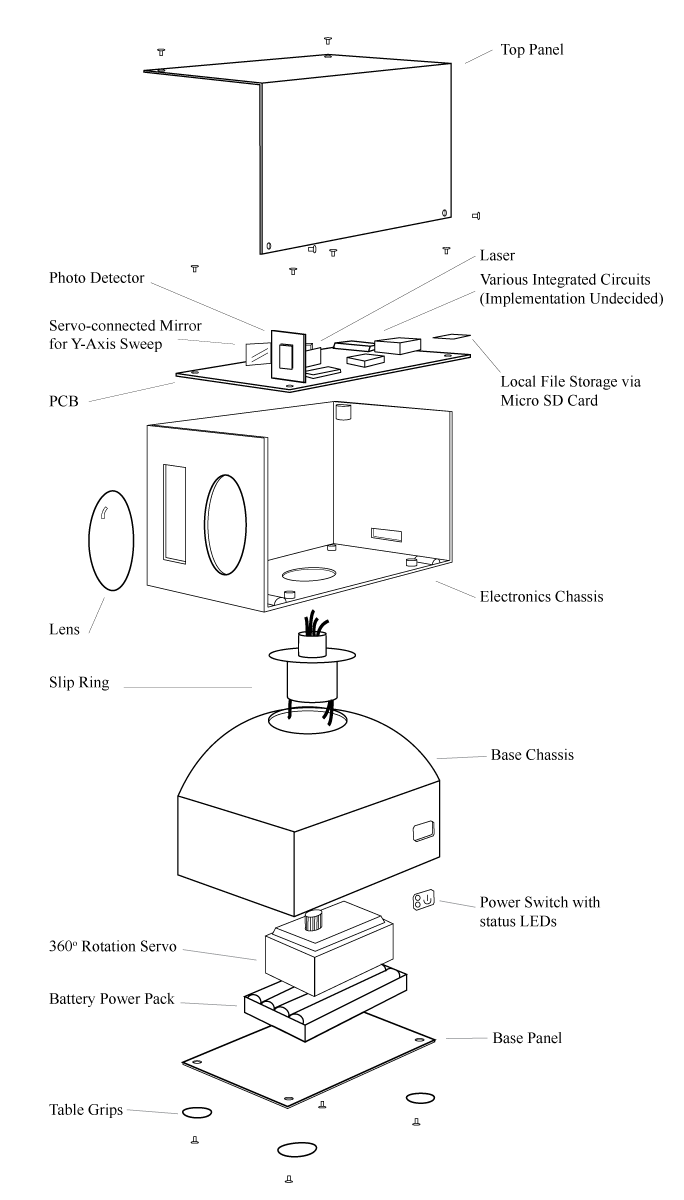 Top Panel
Laser
Photo Detector
Various Integrated Circuits
(Implementation Undecided)
Servo-connected Mirror
for Y-Axis Sweep
Local File Storage via
Micro SD Card
PCB
Electronics Chassis
Lens
Slip Ring
Base Chassis
Power Switch with
status LEDs
360º Rotation Servo
Battery Power Pack
Base Panel
Table Grips